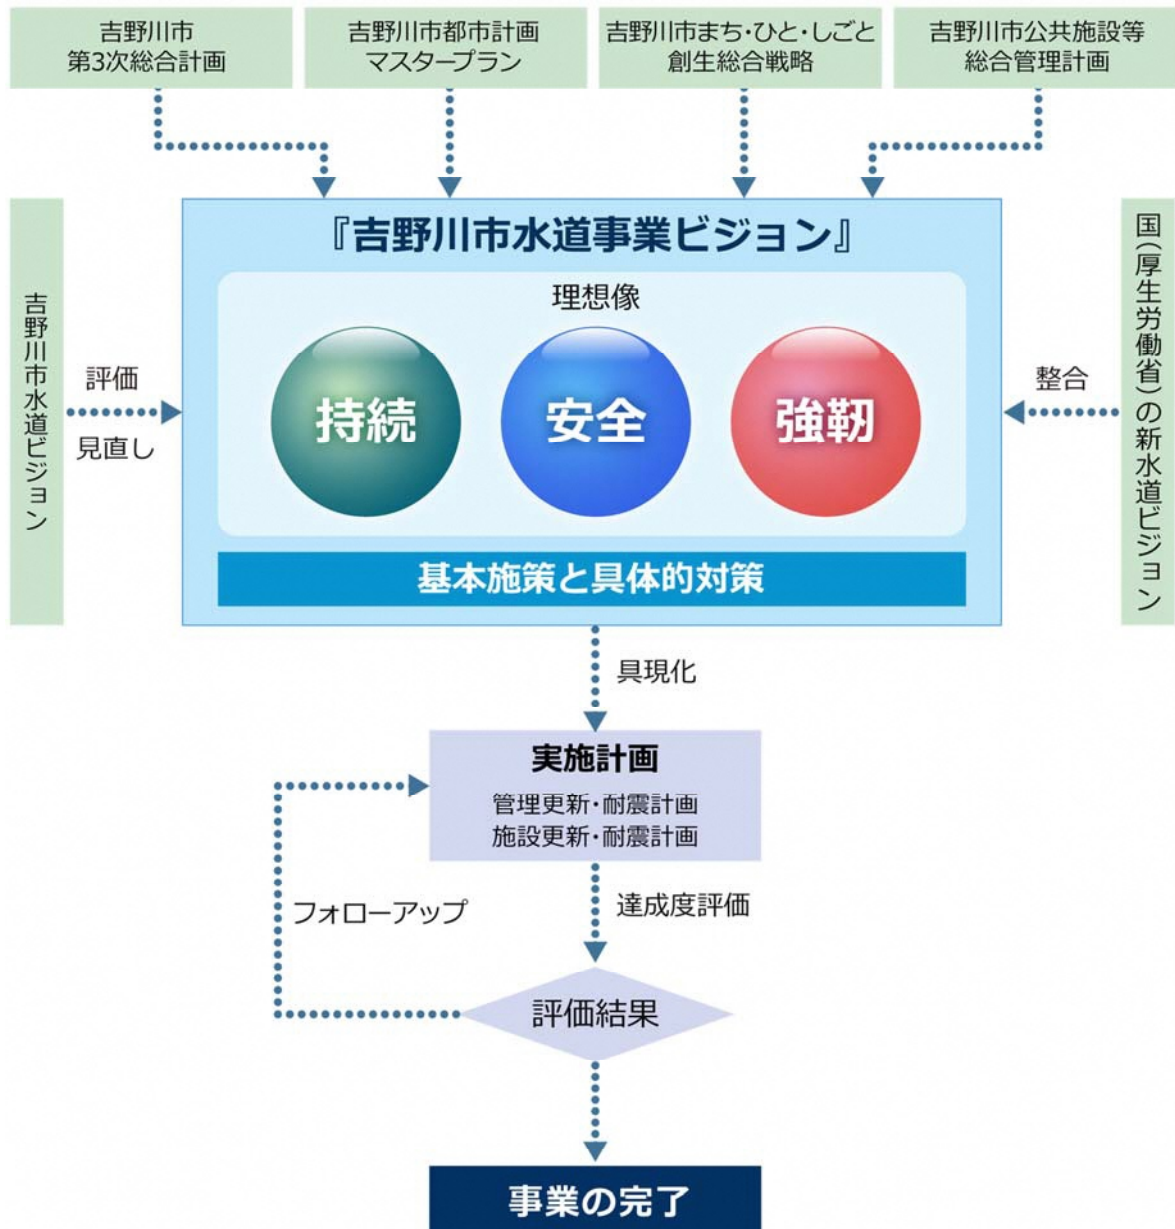 吉野川市
第3次総合計画
吉野川市都市計画
マスタープラン
吉野川市まち・ひと・しごと
創生総合戦略
吉野川市公共施設等
総合管理計画
吉野川市水道ビジョン
評価
見直し
『吉野川市水道事業ビジョン』
理想像
持続
安全
強靭
基本施策と具体的対策
整合
国(厚生労働省)の新水道ビジョン
具現化
実施計画
管理更新・耐震計画
施設更新・耐震計画
フォローアップ
達成度評価
評価結果
事業の完了